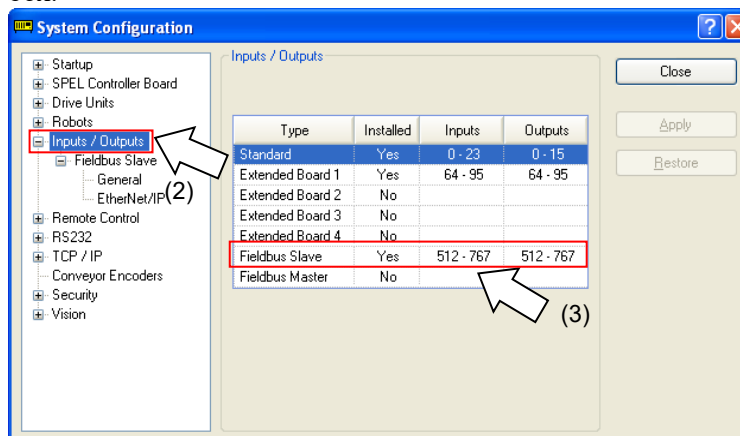 System Configuration
Startup
SPEL Controller Board
Drive Units
Robots
Inputs / Outputs
Fieldbus Slave
General
EtherNet/IP
(2)
Remote Control
RS232
TCP / IP
Conveyor Encoders
Security
Vision
Inputs / Outputs
Type Installed Inputs Outputs
Standard Yes 0 - 23 0 - 15
Extended Board 1 Yes 64 - 95 64 - 95
Extended Board 2 No
Extended Board 3 No
Extended Board 4 No
Fieldbus Slave Yes 512 - 767 512 - 767
Fieldbus Master No
(3)
Close
Apply
Restore